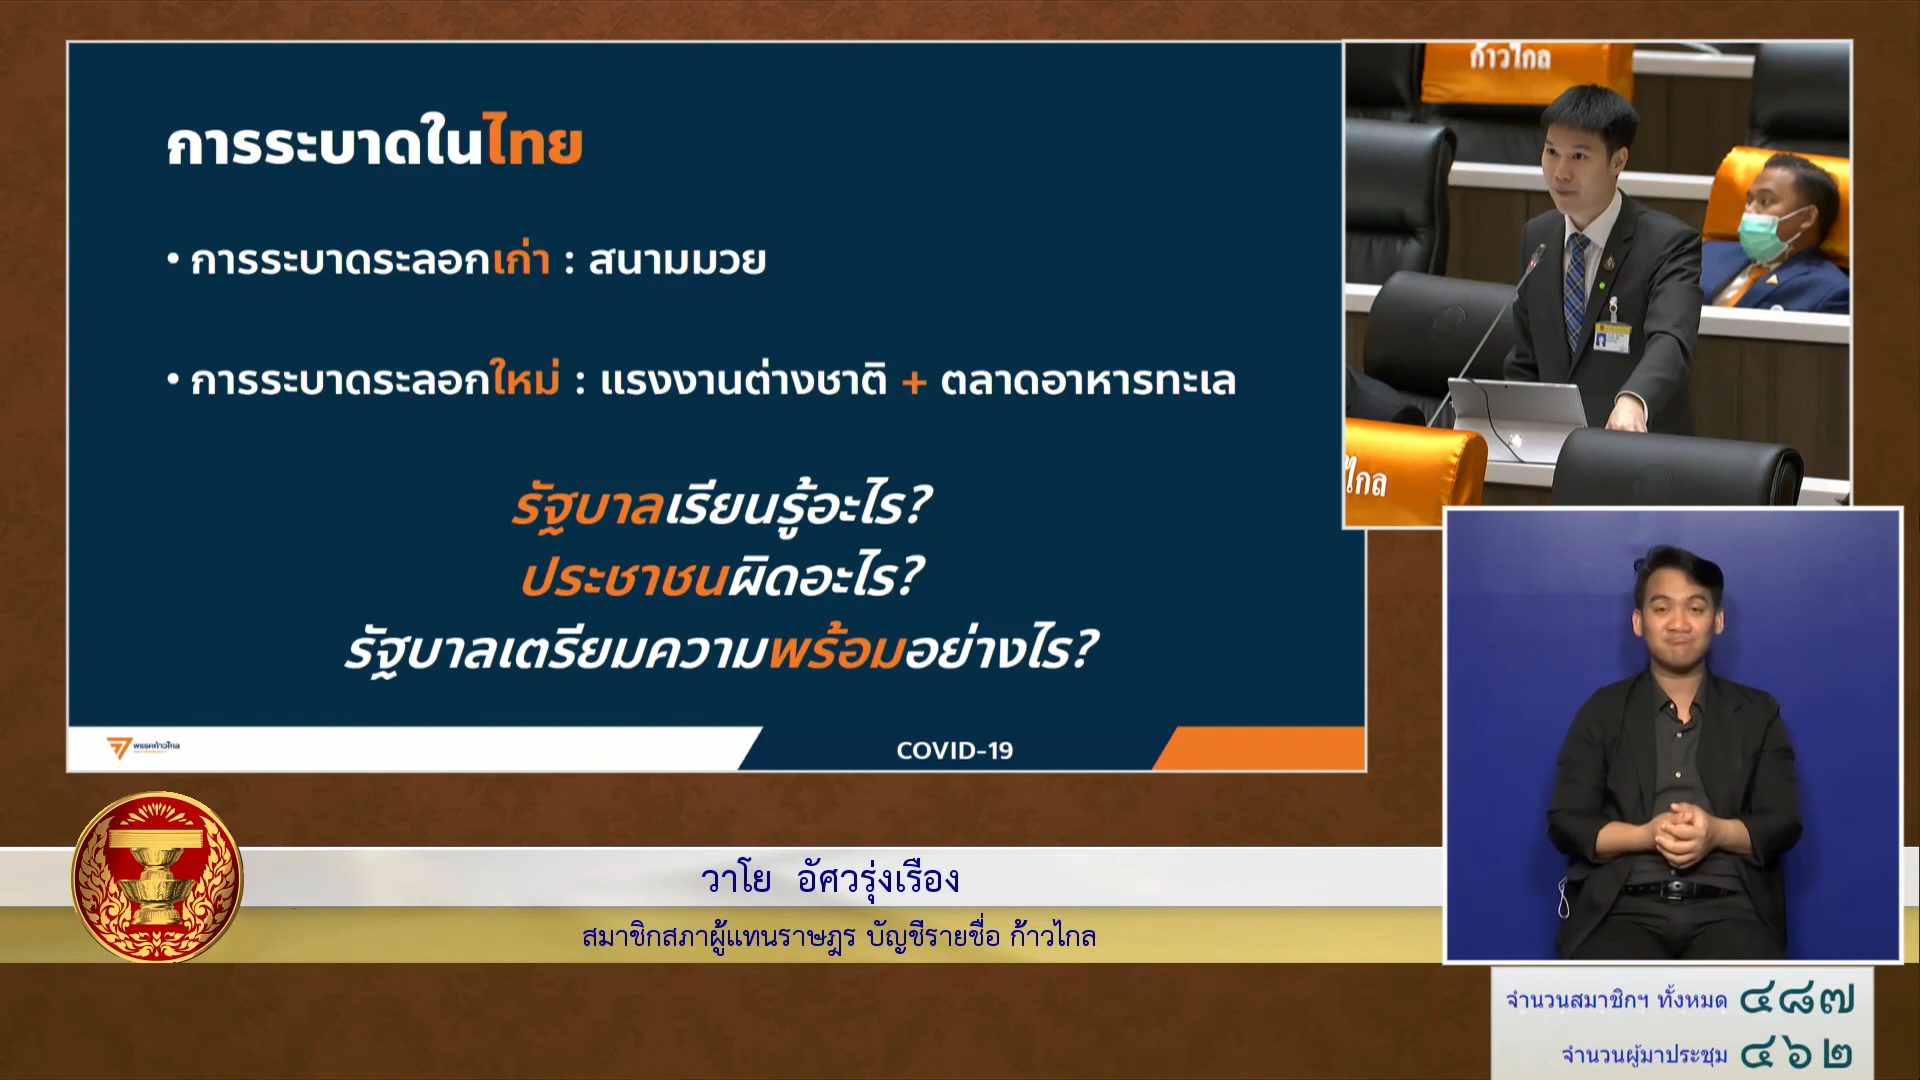 การระบาดในไทย
• การระบาดระลอกเก่า : สนามมวย
• การระบาดระลอกใหม่ : แรงงานต่างชาติ + ตลาดอาหารทะเล
รัฐบาลเรียนรู้อะไร?
ประชาชนผิดอะไร?
รัฐบาลเตรียมความพร้อมอย่างไร?
พรรคก้าวไกล
COVID-19
ก้าวไกล
ไกล
วาโย อัศวรุ่งเรือง
สมาชิกสภาผู้แทนราษฎร บัญชีรายชื่อ ก้าวไกล
จำนวนสมาชิกฯ ทั้งหมด ๔๘๗
จำนวนผู้มาประชุม ๔๖๒